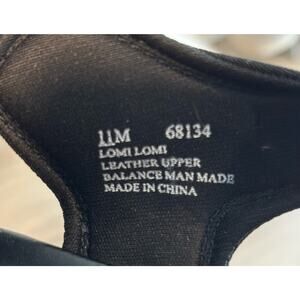 11M 68134
LOMI LOMI
LEATHER UPPER
BALANCE MAN MADE
MADE IN CHINA